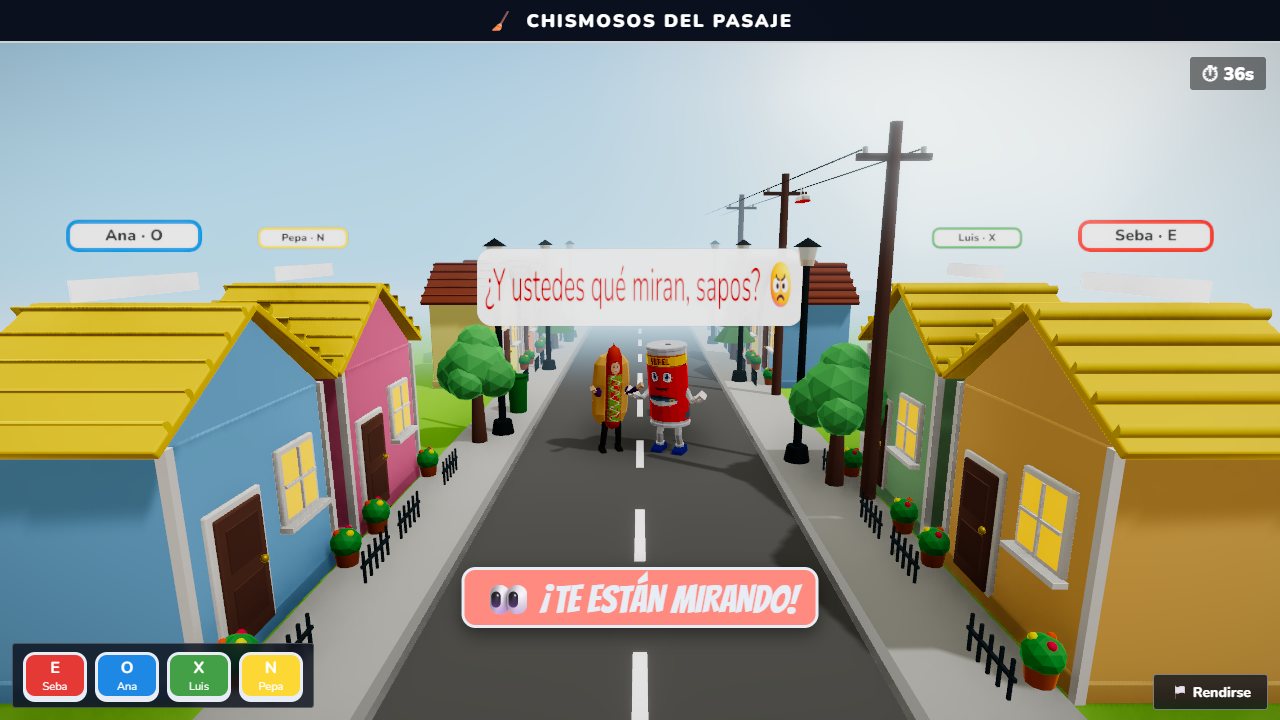 CHISMOSOS DEL PASAJE
36s
Ana · O
Pepa · N
Luis · X
Seba · E
¿Y ustedes qué miran, sapos?
¡TE ESTÁN MIRANDO!
E
Seba
O
Ana
X
Luis
N
Pepa
Rendirse